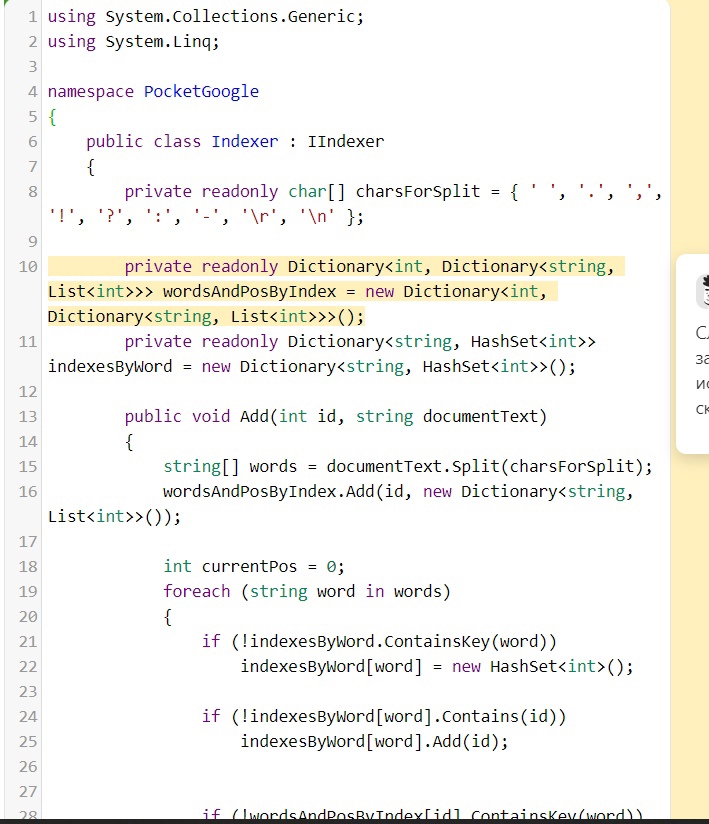 1 using System.Collections.Generic;
2 using System.Linq;
3
4 namespace PocketGoogle
5 {
6 public class Indexer : IIndexer
7 {
8 private readonly char[] charsForSplit = { ' ', '.', ',',
'!', '?', ':', '-', '\r', '\n' };
9
10 private readonly Dictionary<int, Dictionary<string,
List<int>>> wordsAndPosByIndex = new Dictionary<int,
Dictionary<string, List<int>>>();
11 private readonly Dictionary<string, HashSet<int>>
indexesByWord = new Dictionary<string, HashSet<int>>();
12
13 public void Add(int id, string documentText)
14 {
15 string[] words = documentText.Split(charsForSplit);
16 wordsAndPosByIndex.Add(id, new Dictionary<string,
List<int>>());
17
18 int currentPos = 0;
19 foreach (string word in words)
20 {
21 if (!indexesByWord.ContainsKey(word))
22 indexesByWord[word] = new HashSet<int>();
23
24 if (!indexesByWord[word].Contains(id))
25 indexesByWord[word].Add(id);
26
27
28 if (!wordsAndPosByIndex[id].ContainsKey(word))